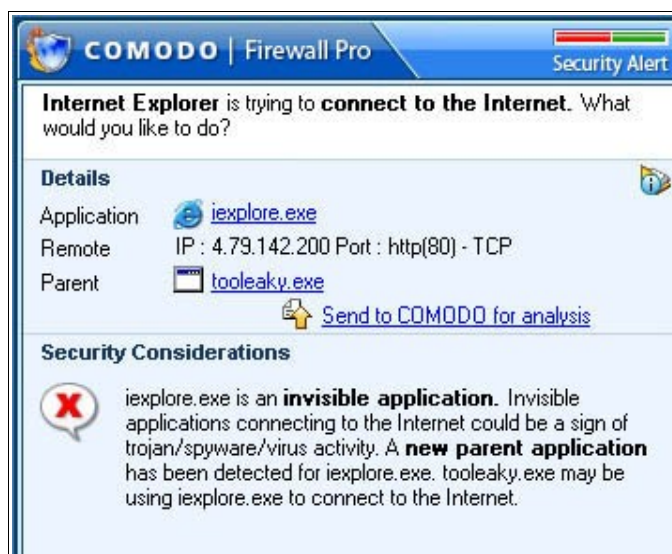 COMODO | Firewall Pro
Security Alert
Internet Explorer is trying to connect to the Internet. What
would you like to do?
Details
Application iexplore.exe
Remote IP : 4.79.142.200 Port : http(80) - TCP
Parent tooleaky.exe
Send to COMODO for analysis
Security Considerations
iexplore.exe is an invisible application. Invisible
applications connecting to the Internet could be a sign of
trojan/spyware/virus activity. A new parent application
has been detected for iexplore.exe. tooleaky.exe may be
using iexplore.exe to connect to the Internet.